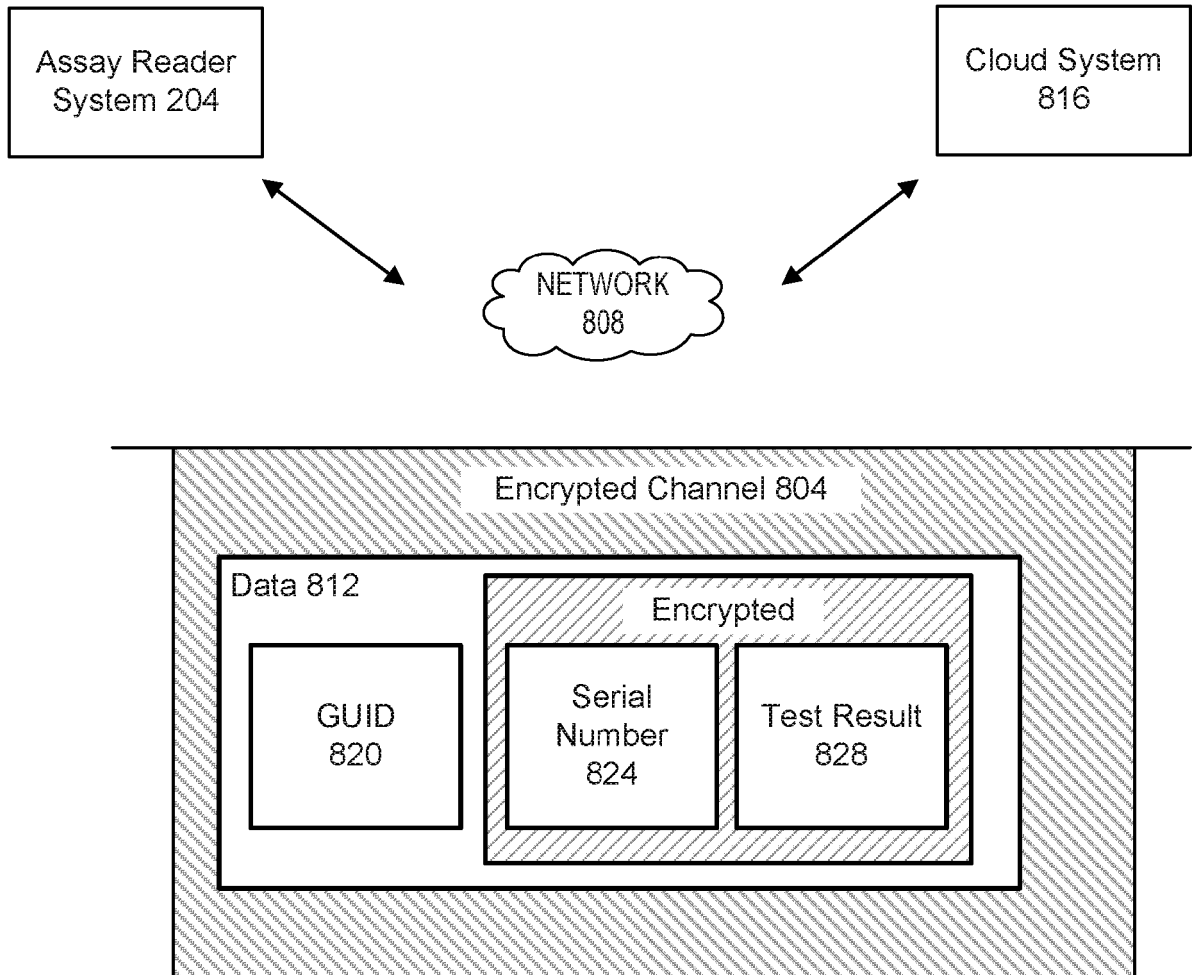 Assay Reader
System 204
Cloud System
816
NETWORK
808
Encrypted Channel 804
Data 812
Encrypted
GUID
820
Serial
Number
824
Test Result
828